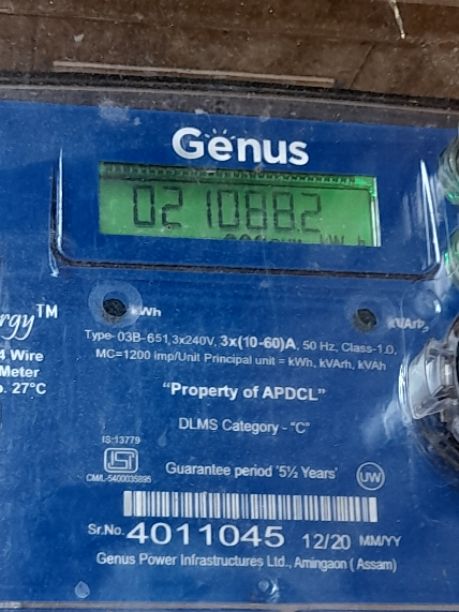 Genus
021088.2
kWh
kWh
kVArh
Type- 03B-651,3x240V, 3x(10-60)A, 50 Hz, Class-1.0,
MC=1200 imp/Unit Principal unit = kWh, kVArh, kVAh
"Property of APDCL"
DLMS Category - "C"
IS:13779
ISI
CM/L-5400035895
Guarantee period '5½ Years'
UW
Sr.No. 4011045 12/20 MM/YY
Genus Power Infrastructures Ltd., Amingaon ( Assam)
rgy™
4 Wire
Meter
. 27°C